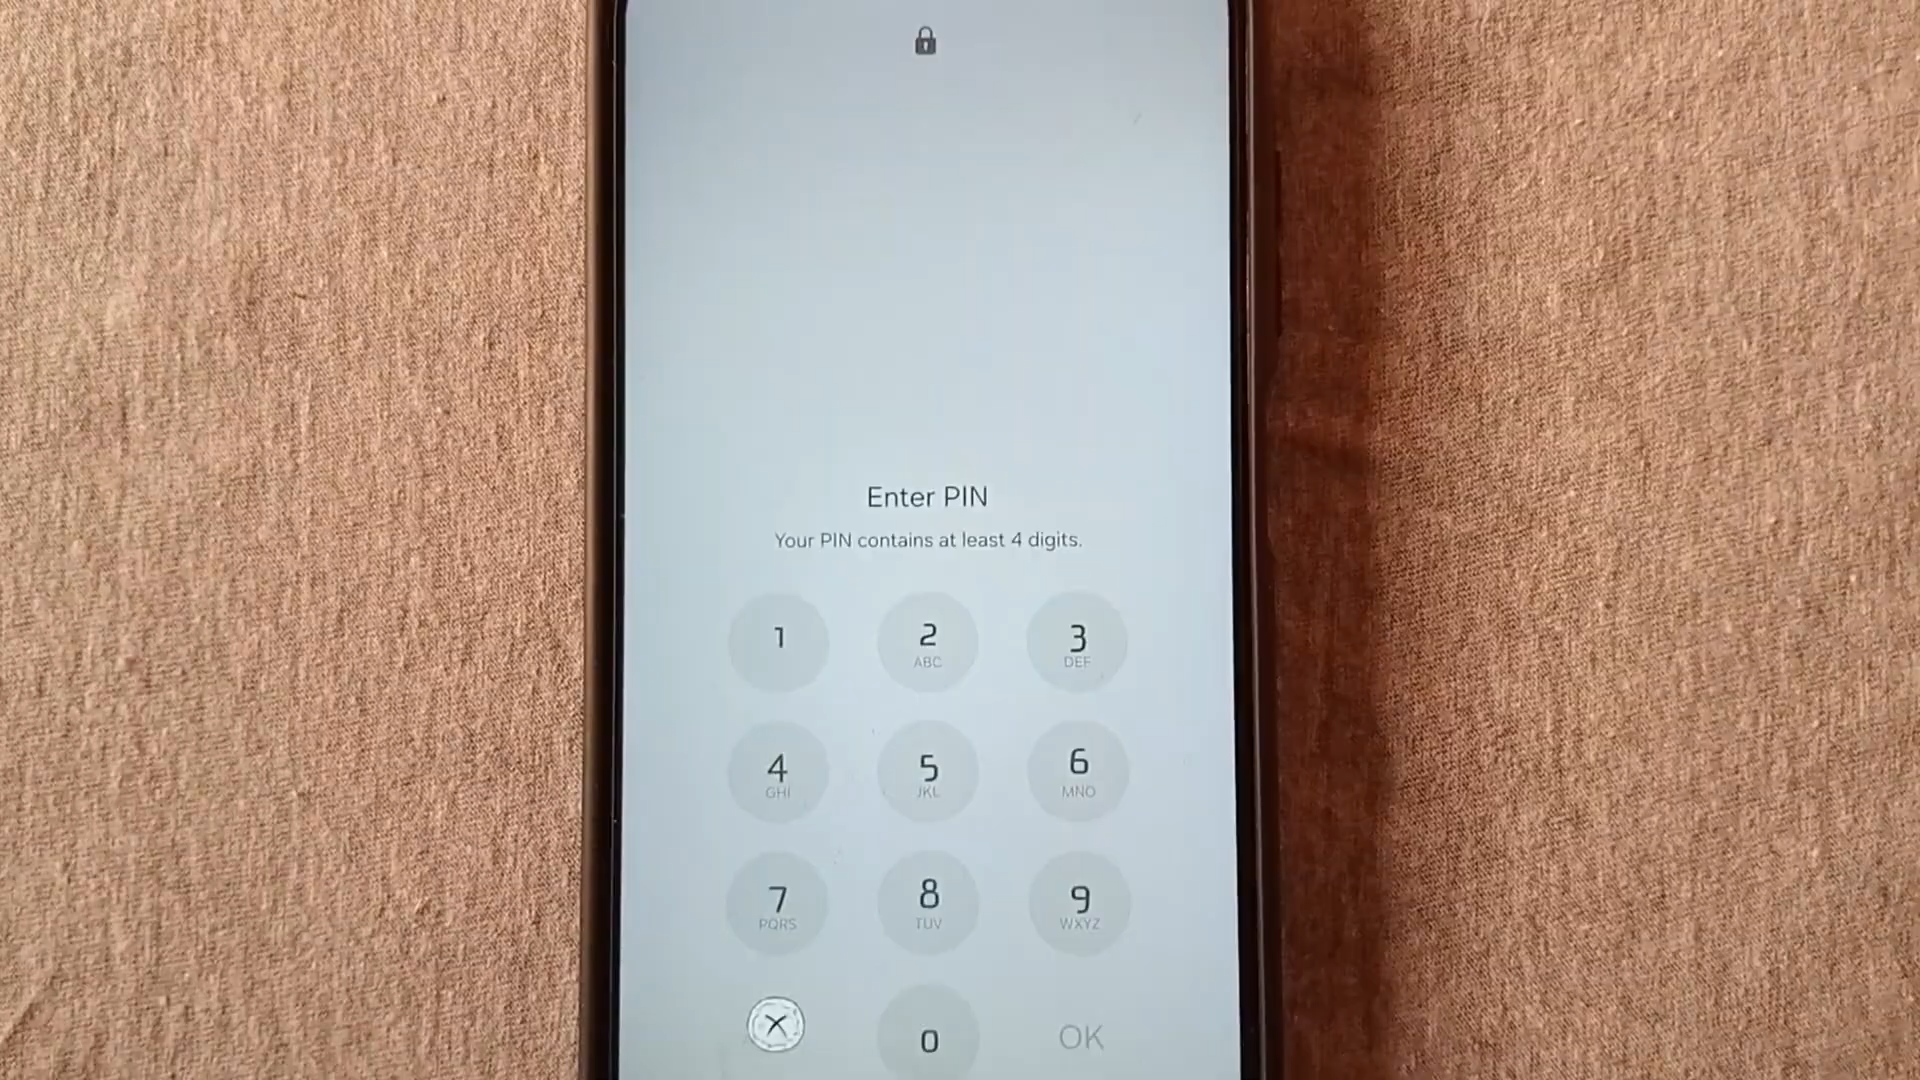 Enter PIN
Your PIN contains at least 4 digits.
1 2 3
ABC DEF
4 5 6
GHI JKL MNO
7 8 9
PQRS TUV WXYZ
0 OK